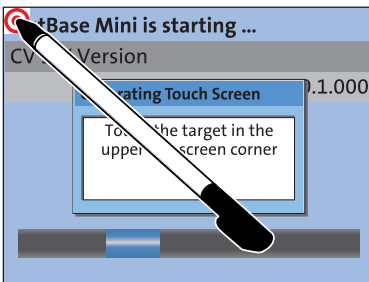 tBase Mini is starting ...
CV Version
0.1.000
rating Touch Screen
To the target in the
upper screen corner